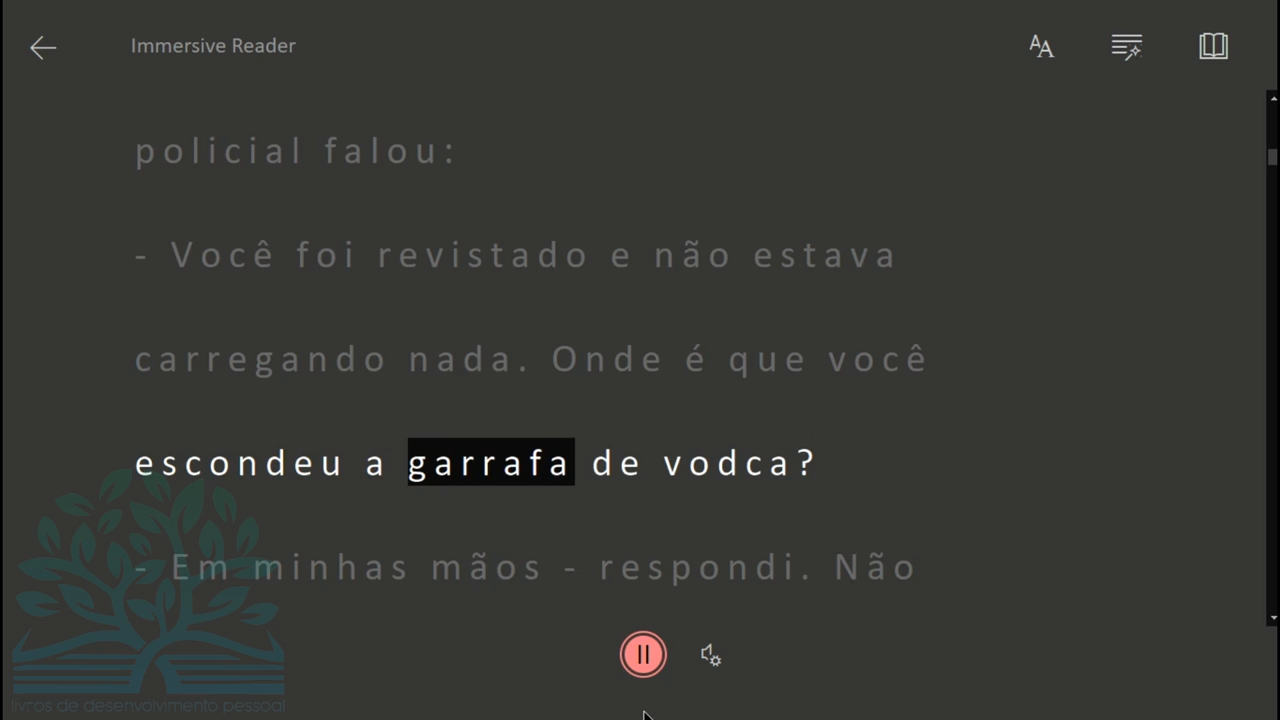 Immersive Reader
policial falou:
- Você foi revistado e não estava
carregando nada. Onde é que você
escondeu a garrafa de vodca?
- Em minhas mãos - respondi. Não
livros de desenvolvimento pessoal